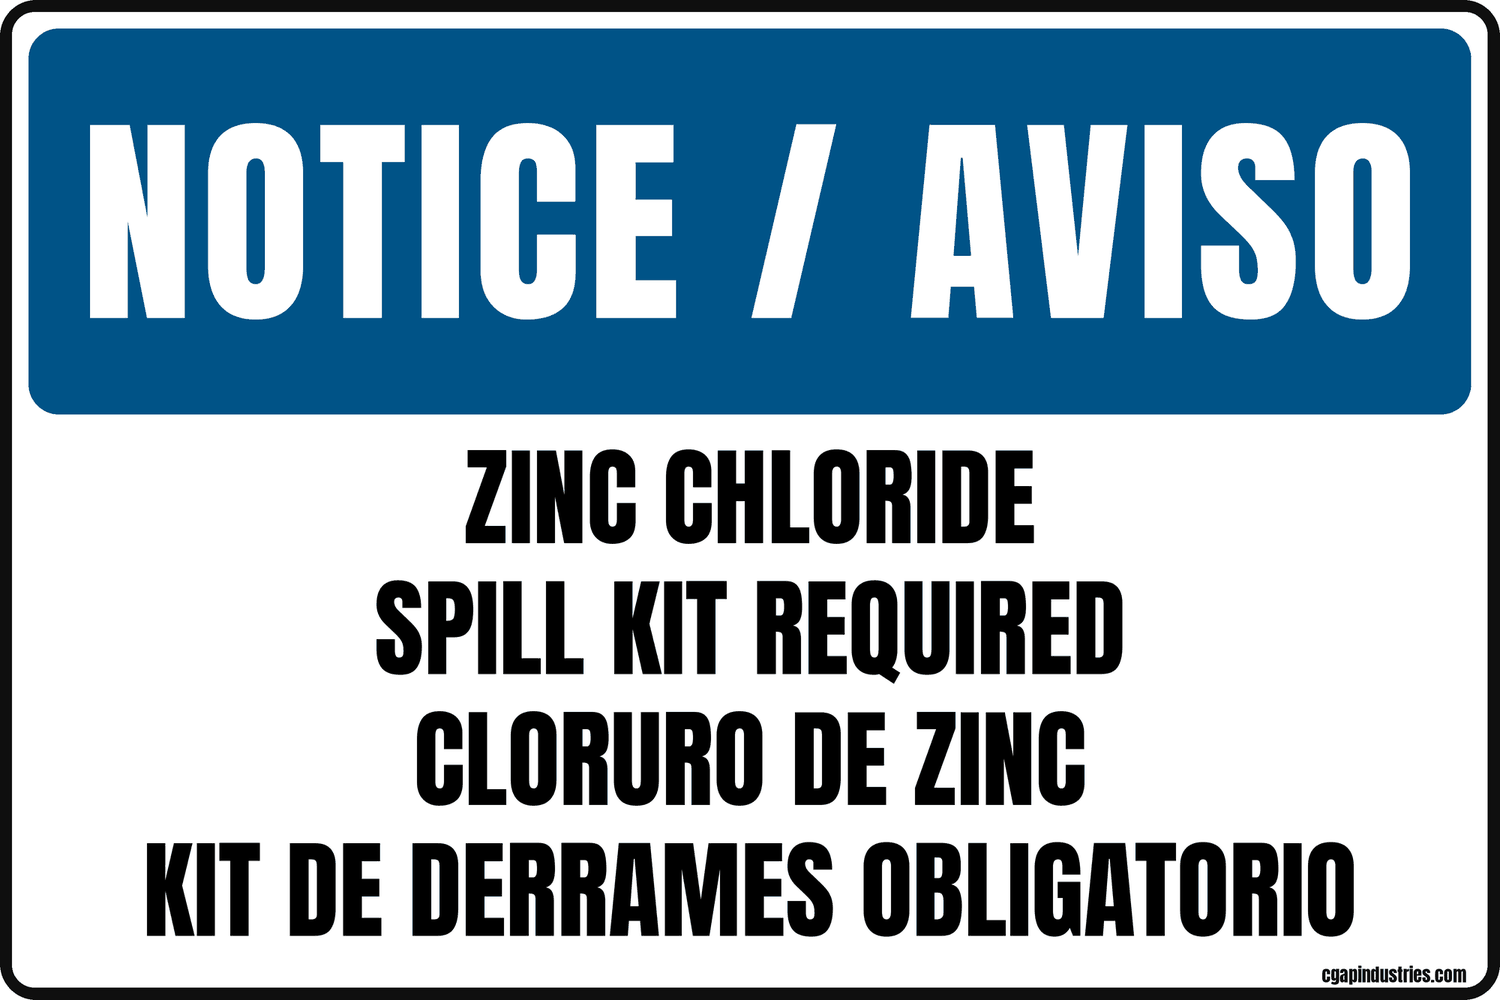 NOTICE / AVISO
ZINC CHLORIDE
SPILL KIT REQUIRED
CLORURO DE ZINC
KIT DE DERRAMES OBLIGATORIO
cgapindustries.com